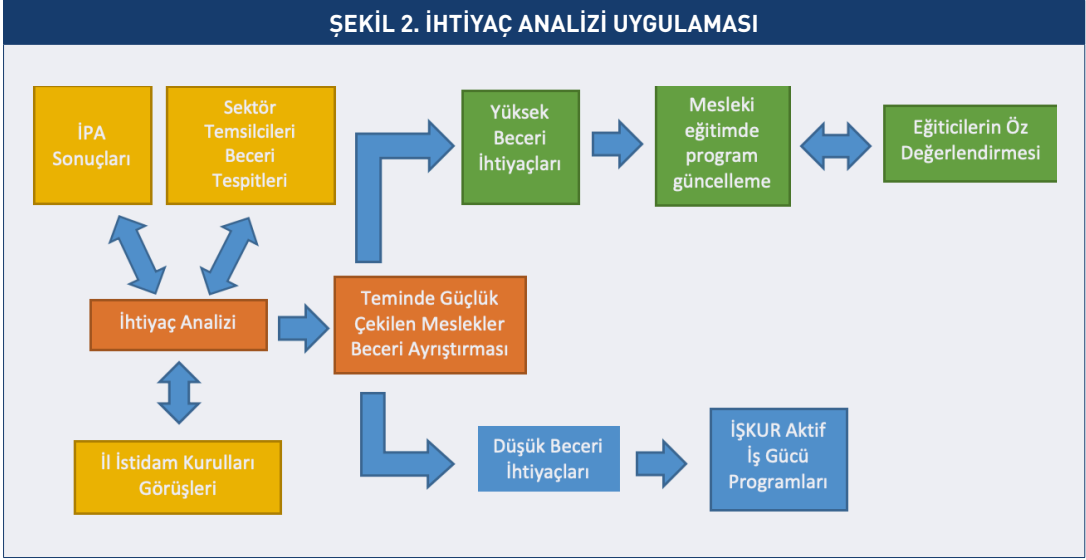 ŞEKİL 2. İHTİYAÇ ANALİZİ UYGULAMASI
İPA
Sonuçları
Sektör
Temsilcileri
Beceri
Tespitleri
Yüksek
Beceri
İhtiyaçları
Mesleki
eğitimde
program
güncelleme
Eğiticilerin Öz
Değerlendirmesi
İhtiyaç Analizi
Teminde Güçlük
Çekilen Meslekler
Beceri Ayrıştırması
İl İstidam Kurulları
Görüşleri
Düşük Beceri
İhtiyaçları
İŞKUR Aktif
İş Gücü
Programları